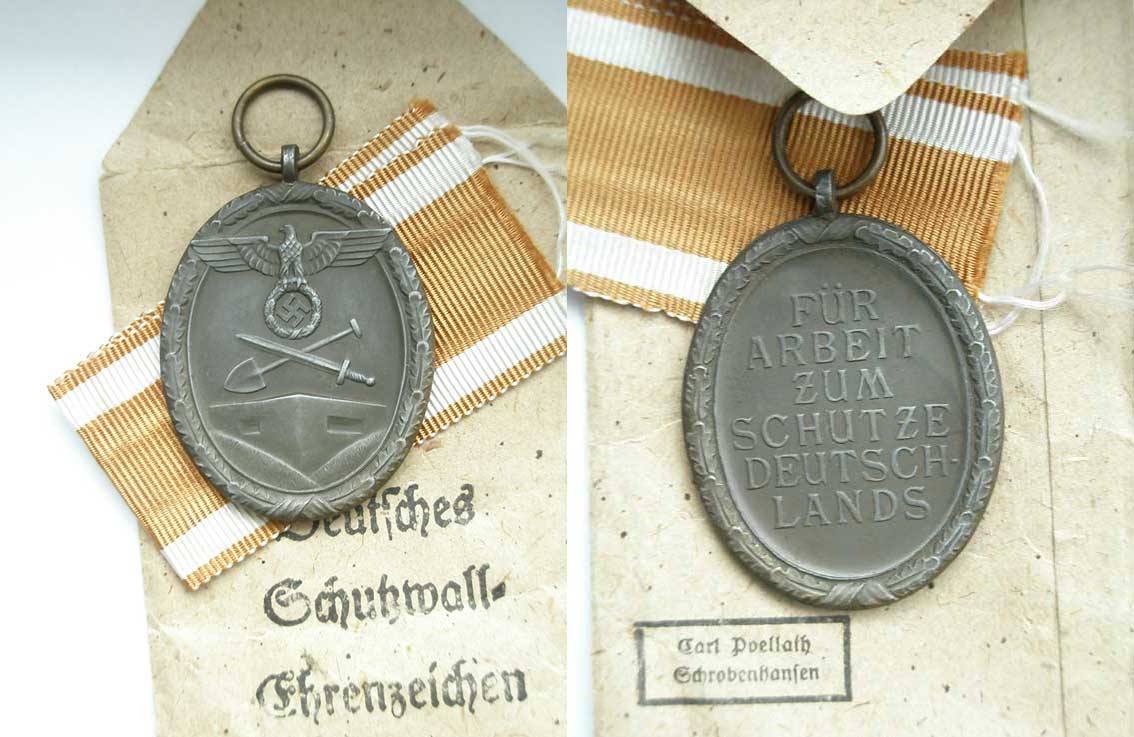 Deutsches
Schutzwall-
Ehrenzeichen
FÜR
ARBEIT
ZUM
SCHUTZE
DEUTSCH-
LANDS
Carl Poellath
Schrobenhausen